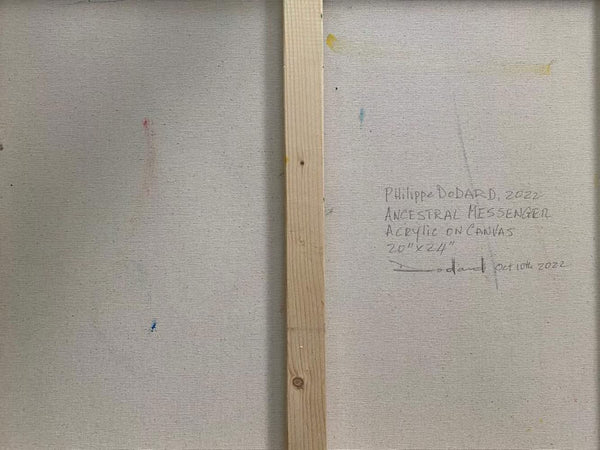 Philippe DODARD, 2022
ANCESTRAL MESSENGER
ACRYLIC ON CANVAS
20"x24"
Dodard Oct 10th 2022